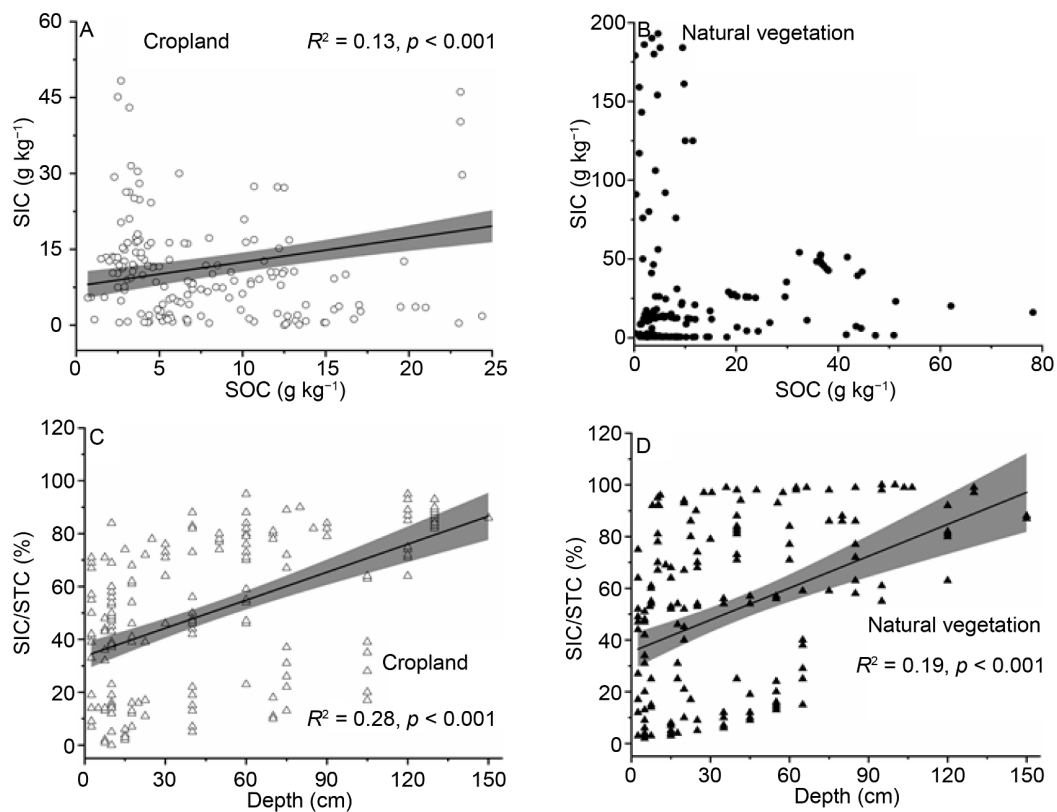 A
Cropland
R² = 0.13, p < 0.001
SIC (g kg⁻¹)
60
45
30
15
0
0 5 10 15 20 25
SOC (g kg⁻¹)
B
Natural vegetation
SIC (g kg⁻¹)
200
150
100
50
0
0 20 40 60 80
SOC (g kg⁻¹)
C
SIC/STC (%)
120
100
80
60
40
20
0
Cropland
R² = 0.28, p < 0.001
0 30 60 90 120 150
Depth (cm)
D
SIC/STC (%)
120
100
80
60
40
20
0
Natural vegetation
R² = 0.19, p < 0.001
0 30 60 90 120 150
Depth (cm)